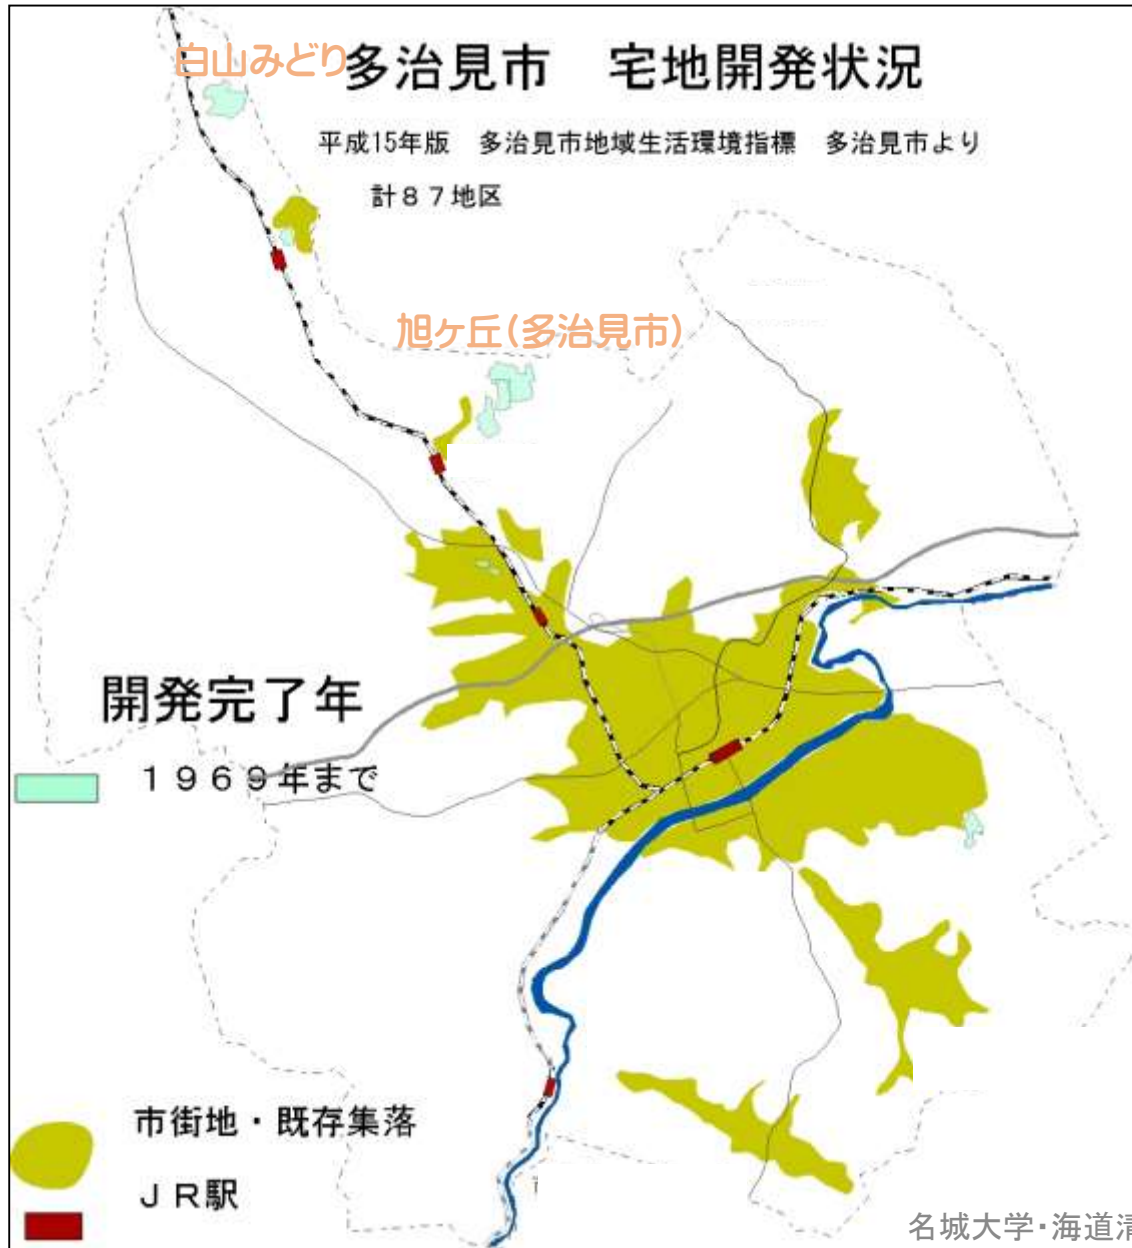 白山みどり
多治見市　宅地開発状況
平成15年版　多治見市地域生活環境指標　多治見市より
計８７地区
旭ヶ丘(多治見市)
開発完了年
１９６９年まで
市街地・既存集落
ＪＲ駅
名城大学・海道清